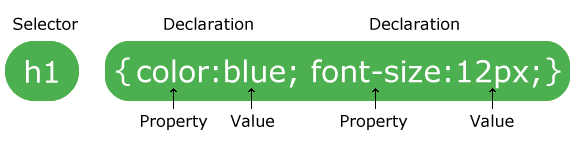 Selector Declaration Declaration
h1 {color:blue; font-size:12px;}
Property Value Property Value